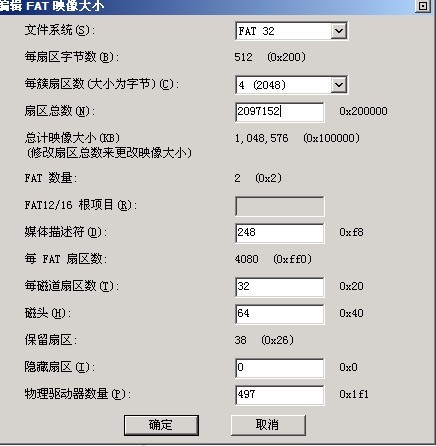 编辑 FAT 映像大小
文件系统(S):
FAT 32
每扇区字节数(B):
512 (0x200)
每簇扇区数(大小为字节)(C):
4 (2048)
扇区总数(N):
2097152
0x200000
总计映像大小(KB)
(修改扇区总数来更改映像大小)
1,048,576 (0x100000)
FAT 数量:
2 (0x2)
FAT12/16 根项目(R):
媒体描述符(D):
248
0xf8
每 FAT 扇区数:
4080 (0xff0)
每磁道扇区数(T):
32
0x20
磁头(H):
64
0x40
保留扇区:
38 (0x26)
隐藏扇区(I):
0
0x0
物理驱动器数量(P):
497
0x1f1
确定
取消